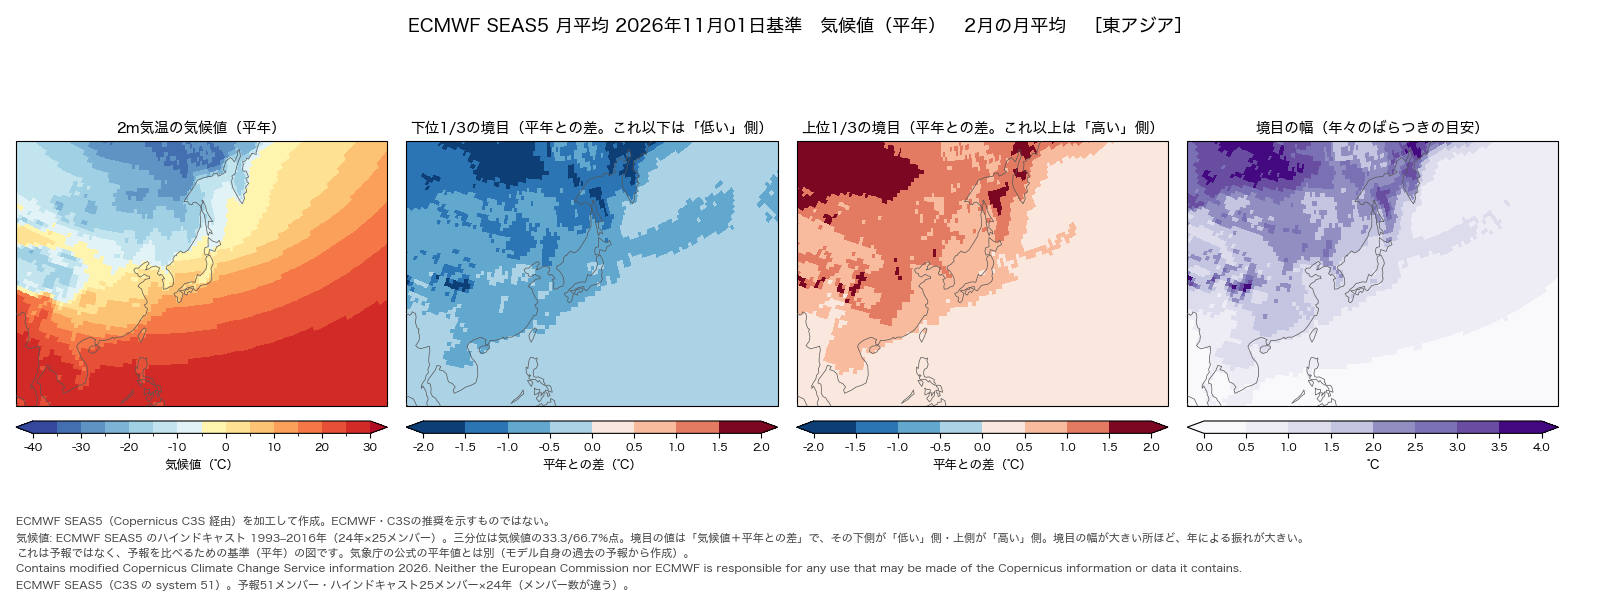 ECMWF SEAS5 月平均 2026年11月01日基準　気候値（平年）　2月の月平均　［東アジア］
2m気温の気候値（平年）
下位1/3の境目（平年との差。これ以下は「低い」側）
上位1/3の境目（平年との差。これ以上は「高い」側）
境目の幅（年々のばらつきの目安）
-40 -30 -20 -10 0 10 20 30
気候値（℃）
-2.0 -1.5 -1.0 -0.5 0.0 0.5 1.0 1.5 2.0
平年との差（℃）
-2.0 -1.5 -1.0 -0.5 0.0 0.5 1.0 1.5 2.0
平年との差（℃）
0.0 0.5 1.0 1.5 2.0 2.5 3.0 3.5 4.0
℃
ECMWF SEAS5（Copernicus C3S 経由）を加工して作成。ECMWF・C3Sの推奨を示すものではない。
気候値: ECMWF SEAS5 のハインドキャスト 1993–2016年（24年×25メンバー）。三分位は気候値の33.3/66.7%点。境目の値は「気候値＋平年との差」で、その下側が「低い」側・上側が「高い」側。境目の幅が大きい所ほど、年による振れが大きい。
これは予報ではなく、予報を比べるための基準（平年）の図です。気象庁の公式の平年値とは別（モデル自身の過去の予報から作成）。
Contains modified Copernicus Climate Change Service information 2026. Neither the European Commission nor ECMWF is responsible for any use that may be made of the Copernicus information or data it contains.
ECMWF SEAS5（C3S の system 51）。予報51メンバー・ハインドキャスト25メンバー×24年（メンバー数が違う）。